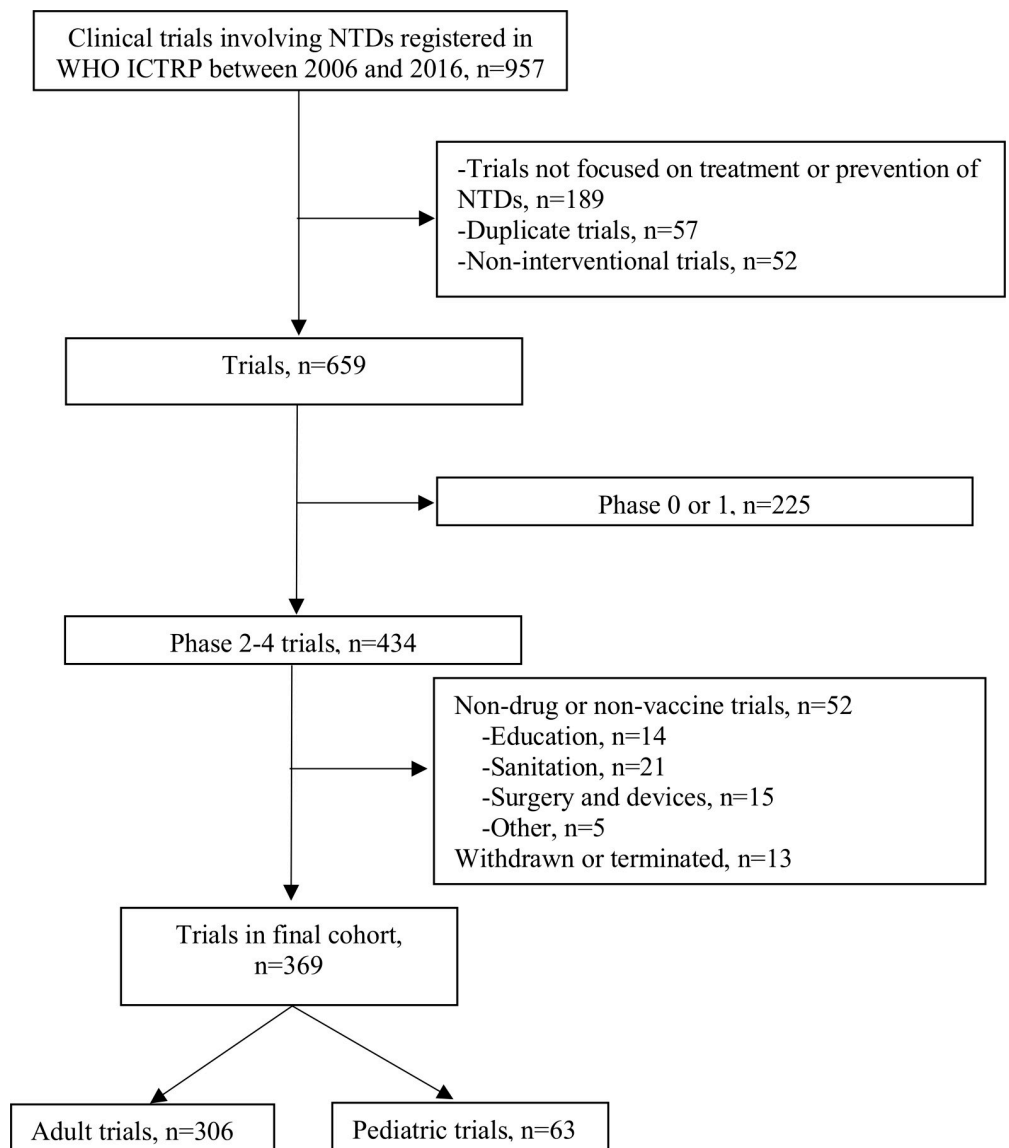 Clinical trials involving NTDs registered in
WHO ICTRP between 2006 and 2016, n=957
-Trials not focused on treatment or prevention of
NTDs, n=189
-Duplicate trials, n=57
-Non-interventional trials, n=52
Trials, n=659
Phase 0 or 1, n=225
Phase 2-4 trials, n=434
Non-drug or non-vaccine trials, n=52
-Education, n=14
-Sanitation, n=21
-Surgery and devices, n=15
-Other, n=5
Withdrawn or terminated, n=13
Trials in final cohort,
n=369
Adult trials, n=306
Pediatric trials, n=63